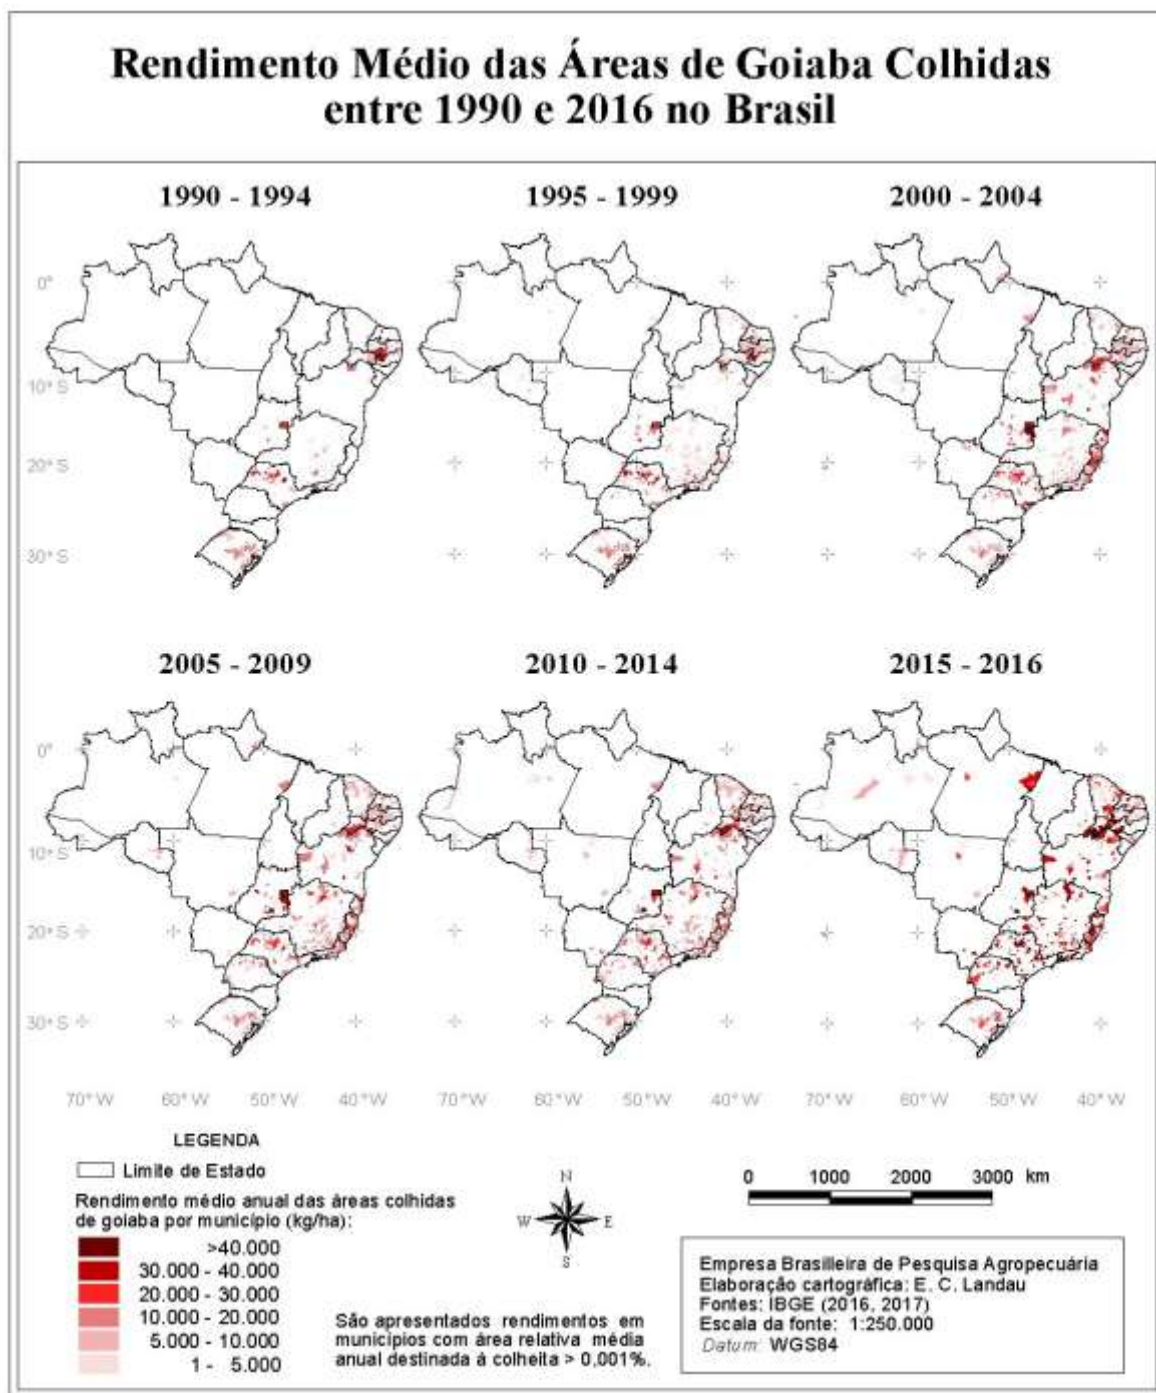 Rendimento Médio das Áreas de Goiaba Colhidas
entre 1990 e 2016 no Brasil
1990 - 1994
1995 - 1999
2000 - 2004
0°
10° S
20° S
30° S
2005 - 2009
2010 - 2014
2015 - 2016
0°
10° S
20° S
30° S
70° W 60° W 50° W 40° W
70° W 60° W 50° W 40° W
70° W 60° W 50° W 40° W
LEGENDA
Limite de Estado
Rendimento médio anual das áreas colhidas
de goiaba por município (kg/ha):
>40.000
30.000 - 40.000
20.000 - 30.000
10.000 - 20.000
5.000 - 10.000
1 - 5.000
N
W E
S
São apresentados rendimentos em
municípios com área relativa média
anual destinada à colheita > 0,001%.
0 1000 2000 3000 km
Empresa Brasilleira de Pesquisa Agropecuária
Elaboração cartográfica: E. C. Landau
Fontes: IBGE (2016, 2017)
Escala da fonte: 1:250.000
Datum: WGS84